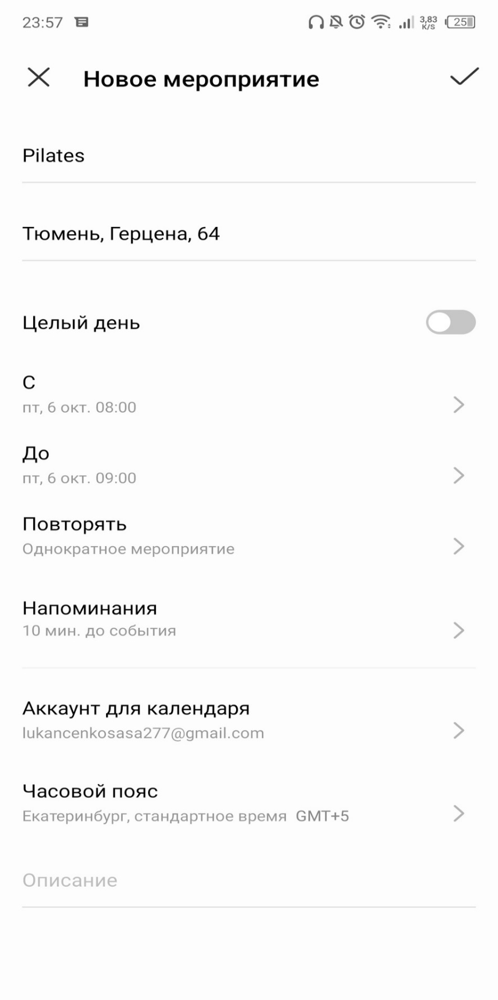 23:57
3,83
K/S
25
Новое мероприятие
Pilates
Тюмень, Герцена, 64
Целый день
С
пт, 6 окт. 08:00
До
пт, 6 окт. 09:00
Повторять
Однократное мероприятие
Напоминания
10 мин. до события
Аккаунт для календаря
lukancenkosasa277@gmail.com
Часовой пояс
Екатеринбург, стандартное время GMT+5
Описание